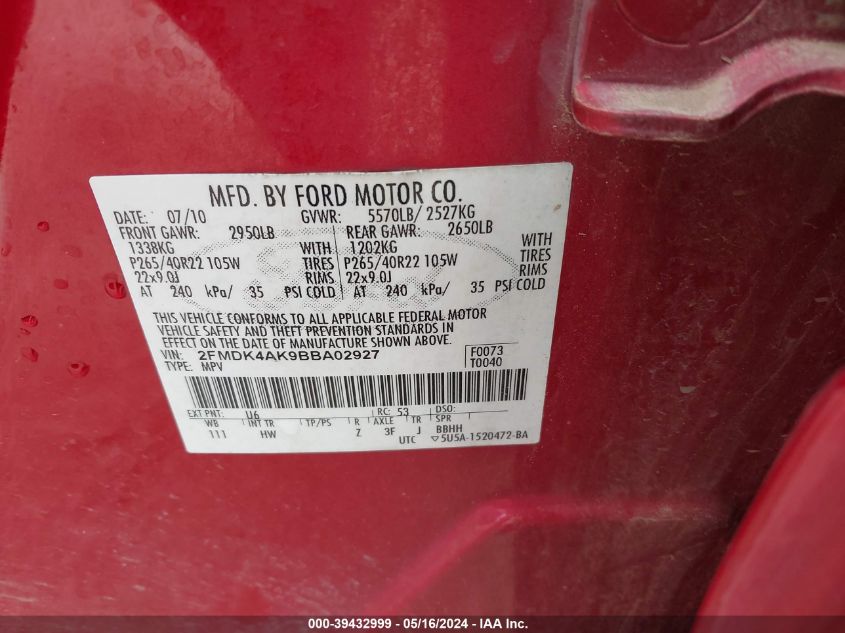 MFD. BY FORD MOTOR CO.
DATE: 07/10 GVWR: 5570LB/ 2527KG
FRONT GAWR: 2950LB REAR GAWR: 2650LB
1338KG WITH 1202KG WITH
P265/40R22 105W TIRES P265/40R22 105W TIRES
22x9.0J RIMS 22x9.0J RIMS
AT 240 kPa/ 35 PSI COLD AT 240 kPa/ 35 PSI COLD
THIS VEHICLE CONFORMS TO ALL APPLICABLE FEDERAL MOTOR
VEHICLE SAFETY AND THEFT PREVENTION STANDARDS IN
EFFECT ON THE DATE OF MANUFACTURE SHOWN ABOVE.
VIN: 2FMDK4AK9BBA02927 F0073
TYPE: MPV T0040
EXT PNT: U6 RC: 53 DSO:
WB INT TR TP/PS R AXLE TR SPR
111 HW Z 3F J BBHH
UTC ▽5U5A-1520472-BA
000-39432999 - 05/16/2024 - IAA Inc.